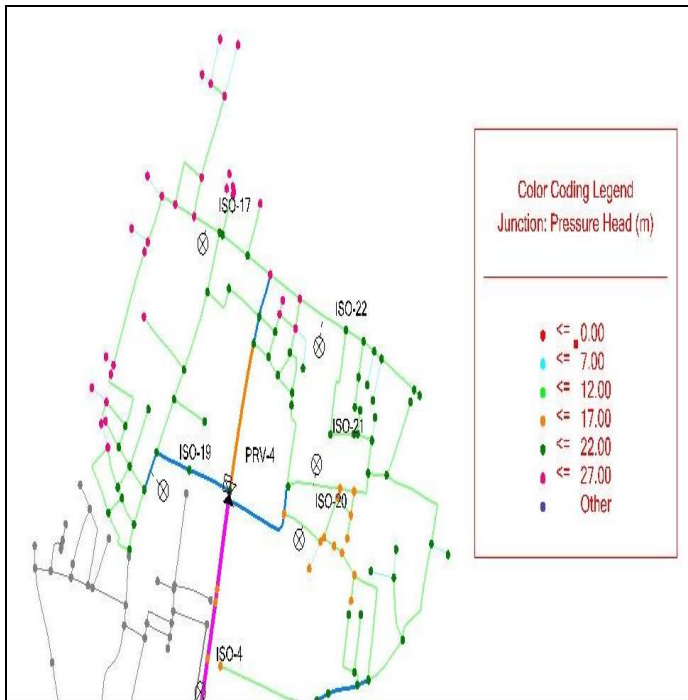 ISO-17
ISO-22
ISO-21
ISO-19
PRV-4
ISO-20
ISO-4
Color Coding Legend
Junction: Pressure Head (m)
<= 0.00
<= 7.00
<= 12.00
<= 17.00
<= 22.00
<= 27.00
Other